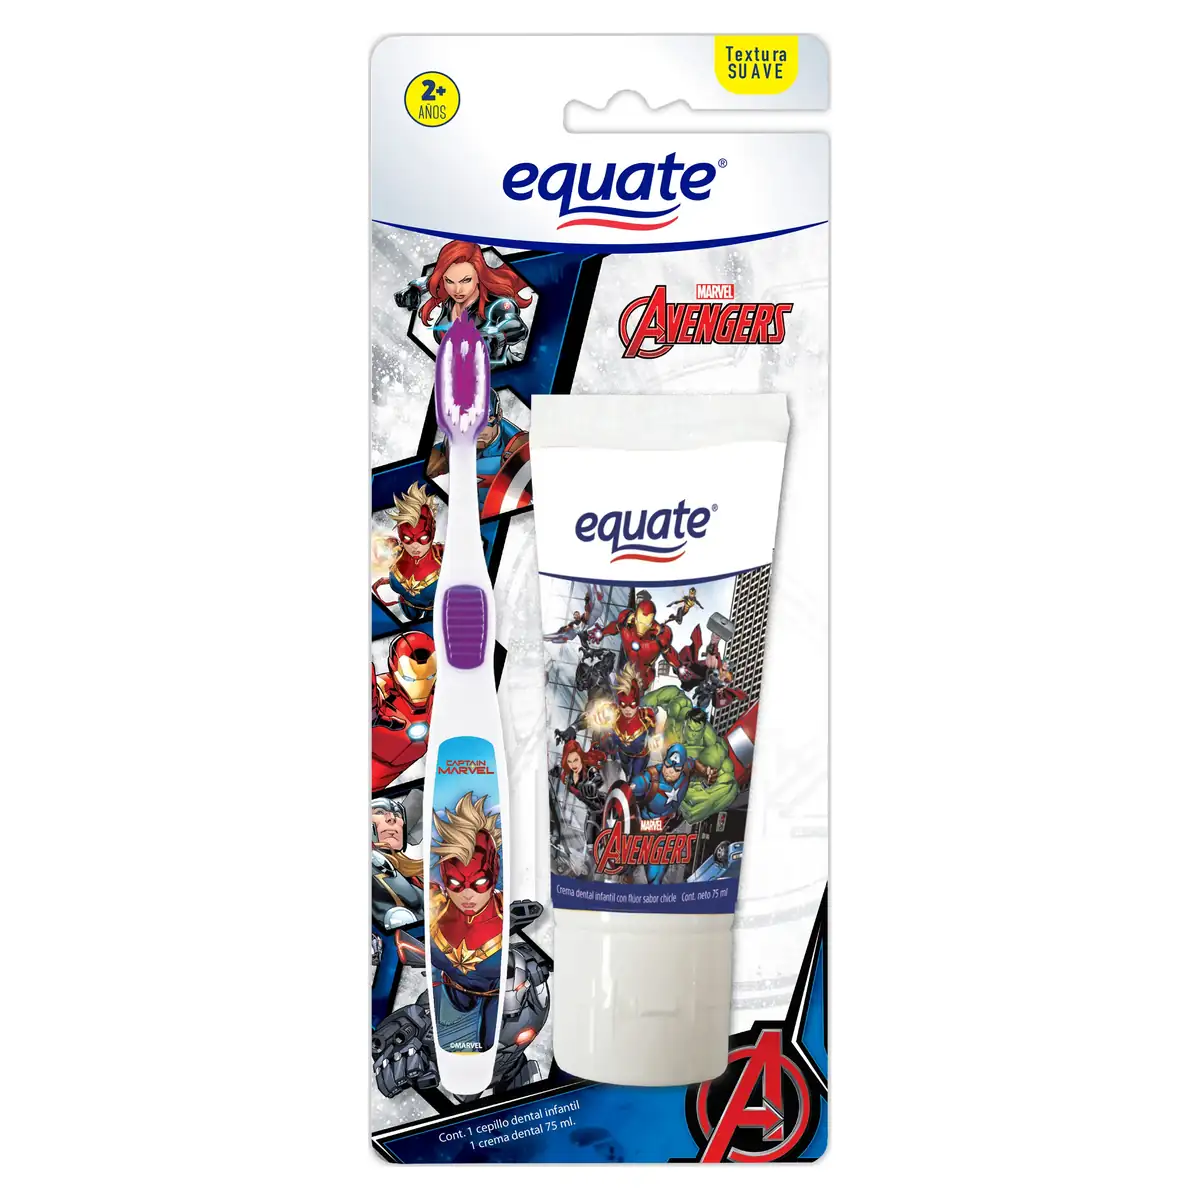 Textura
SUAVE
2+
AÑOS
equate®
MARVEL
AVENGERS
equate®
CAPTAIN
MARVEL
MARVEL
AVENGERS
Crema dental infantil con flúor sabor chicle Cont. neto 75 ml
©MARVEL
Cont. 1 cepillo dental infantil
1 crema dental 75 ml.